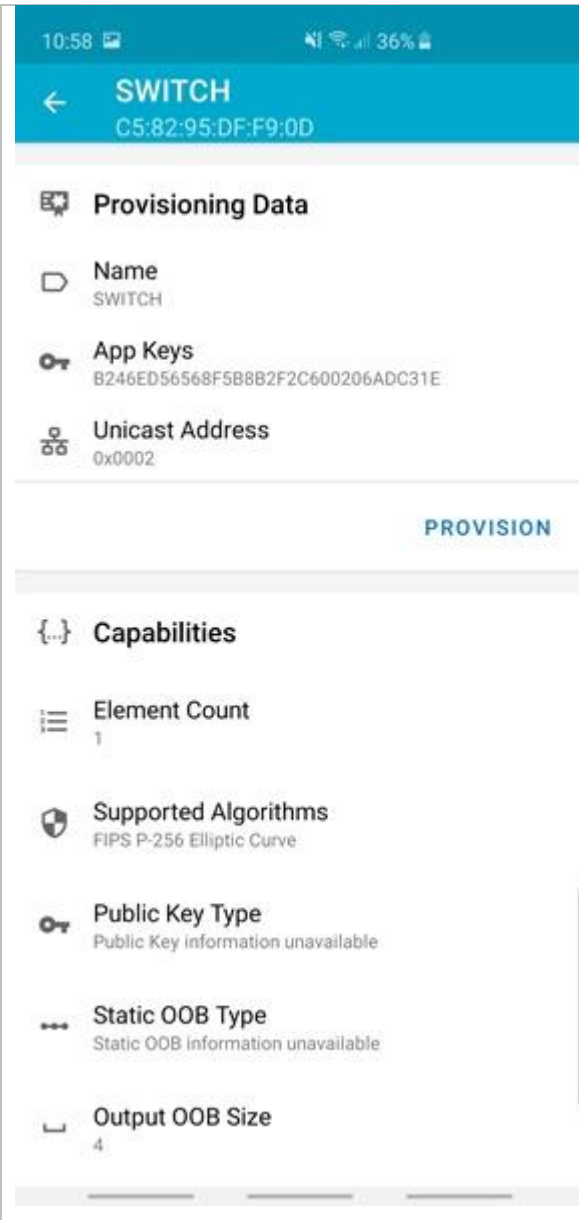 10:58 36%
SWITCH
C5:82:95:DF:F9:0D
Provisioning Data
Name
SWITCH
App Keys
B246ED56568F5B8B2F2C600206ADC31E
Unicast Address
0x0002
PROVISION
{...} Capabilities
Element Count
1
Supported Algorithms
FIPS P-256 Elliptic Curve
Public Key Type
Public Key information unavailable
Static OOB Type
Static OOB information unavailable
Output OOB Size
4